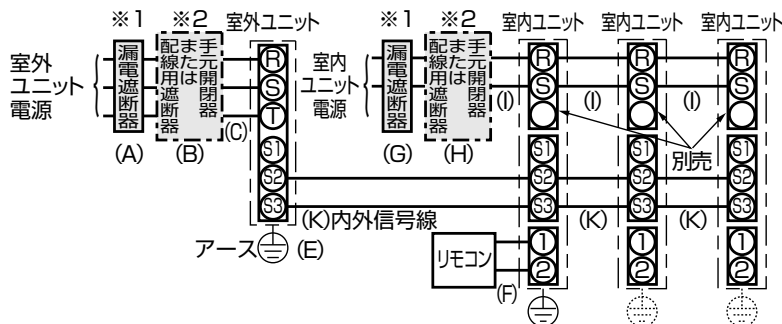 ※1
※2
室外ユニット
※1
※2
室内ユニット
室内ユニット
室内ユニット
室外
ユニット
電源
漏電遮断器
手元開閉器
または
配線用遮断器
R
S
T
S1
S2
S3
(A)
(B)
(C)
室内
ユニット
電源
漏電遮断器
手元開閉器
または
配線用遮断器
(G)
(H)
(I)
(I)
(I)
R
S
S1
S2
S3
1
2
R
S
S1
S2
S3
1
2
R
S
S1
S2
S3
1
2
別売
(K)内外信号線
(K)
(K)
アース
(E)
リモコン
(F)